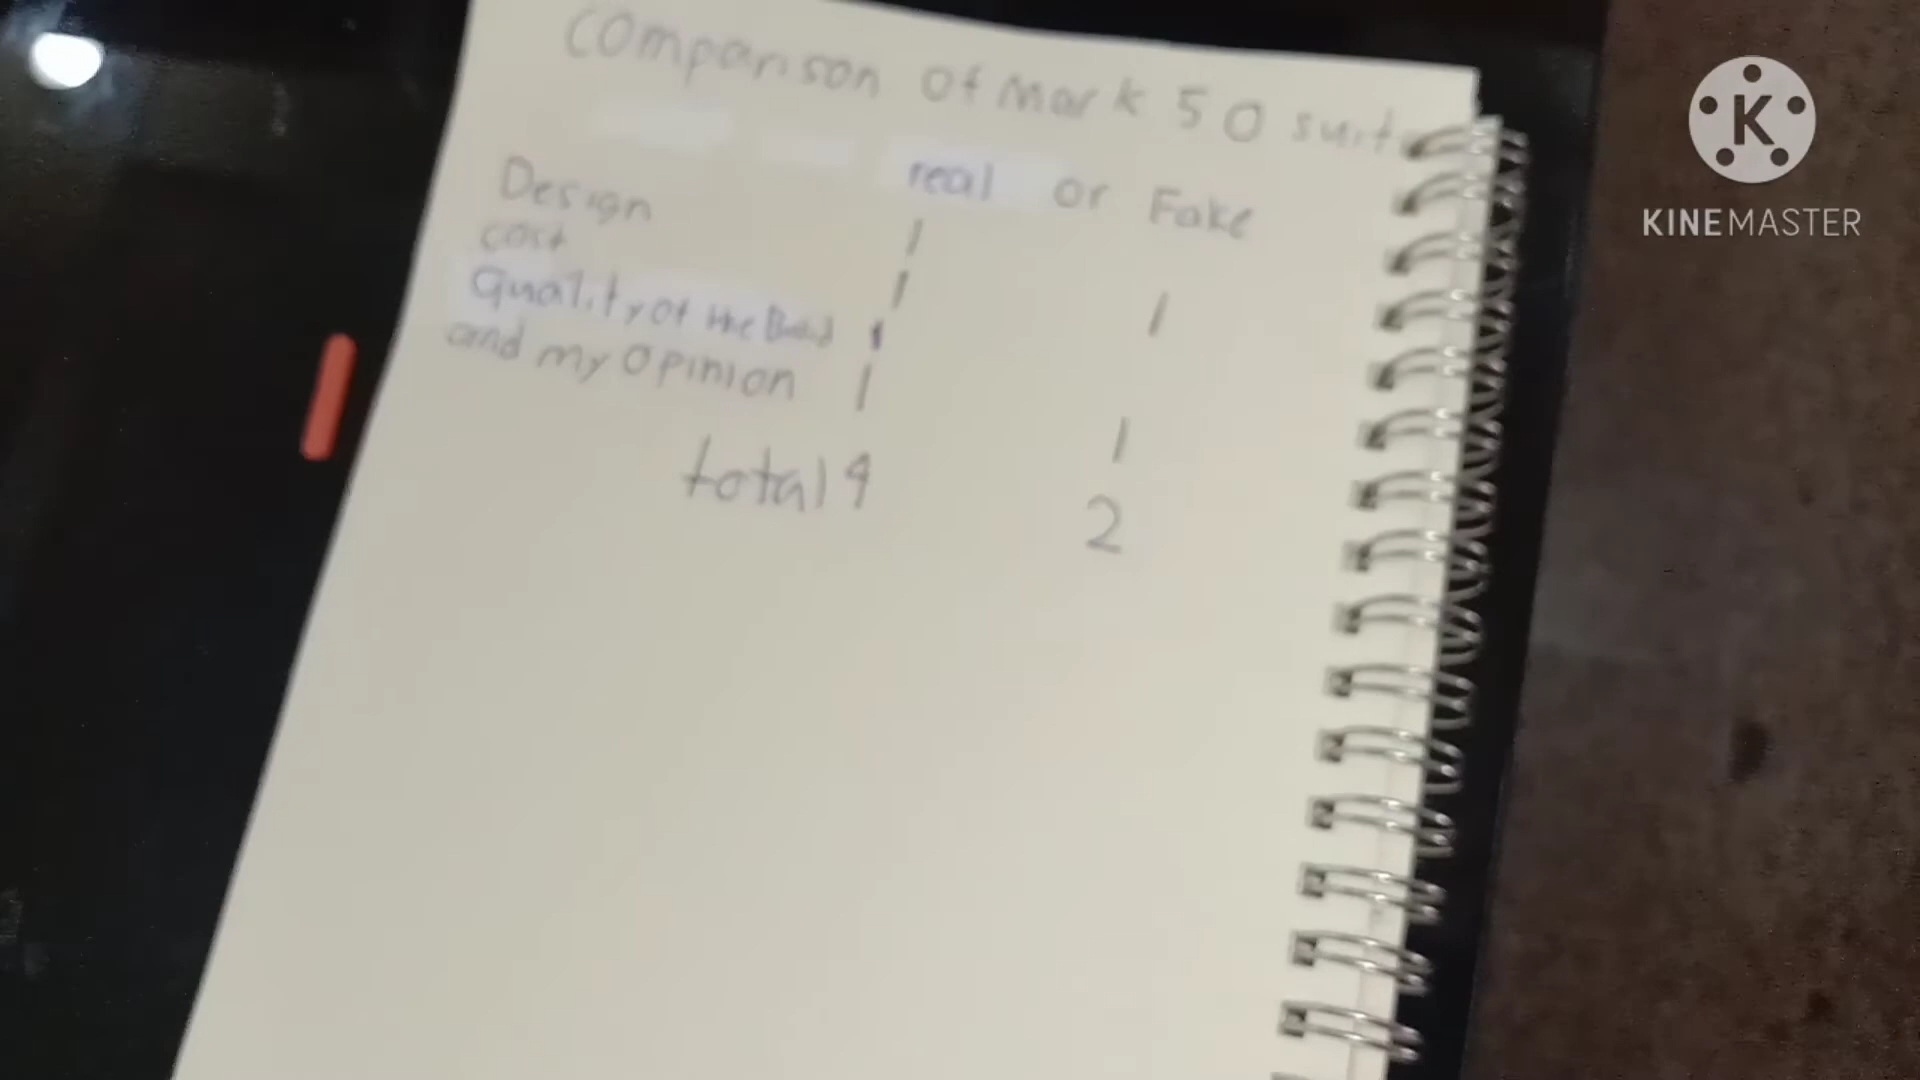 comparison of Mark 50 suit
real or Fake
Design 1
cost 1 1
Quality of the Build 1
and my opinion 1 1
total 4 2
KINEMASTER